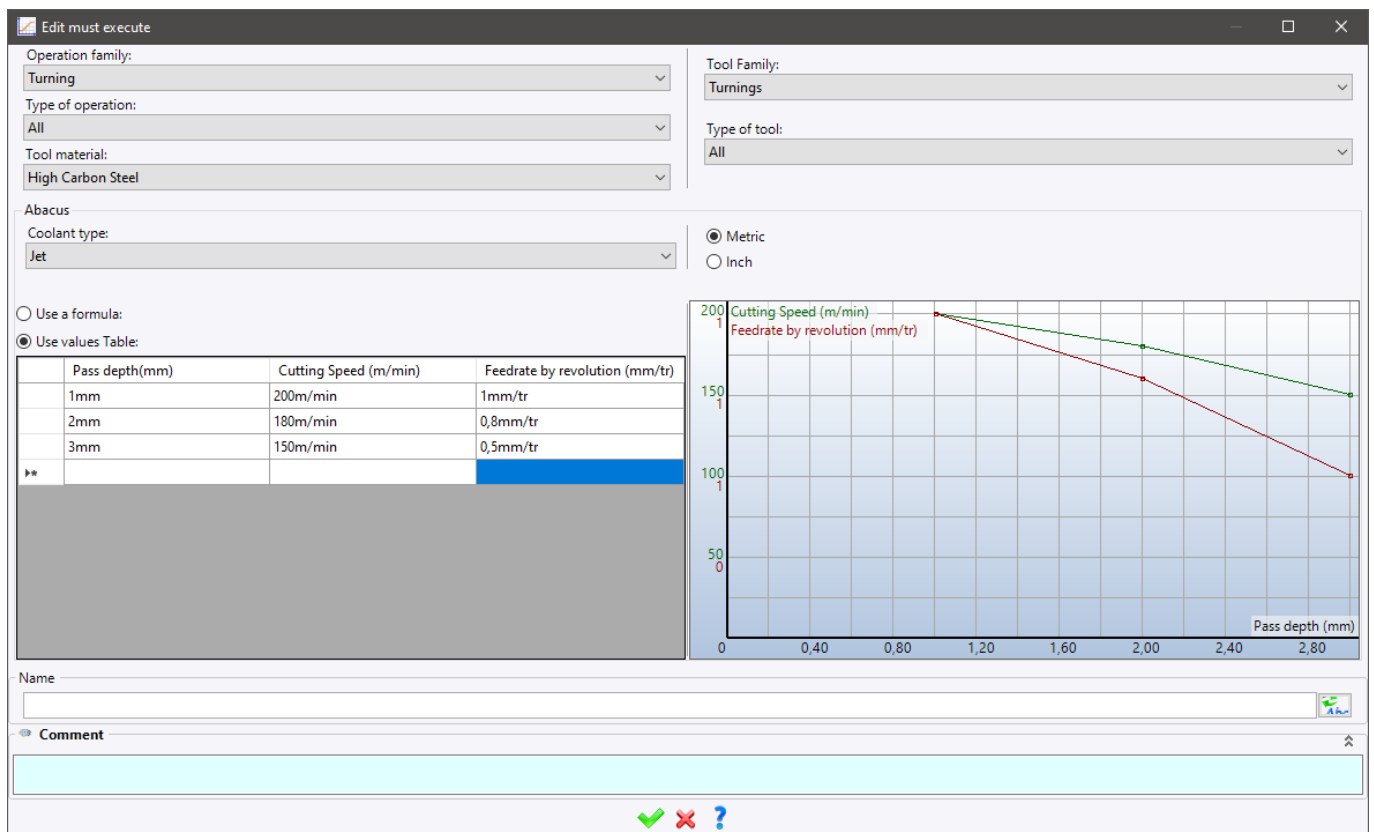 Edit must execute
Operation family:
Turning
Type of operation:
All
Tool material:
High Carbon Steel
Tool Family:
Turnings
Type of tool:
All
Abacus
Coolant type:
Jet
Metric
Inch
Use a formula:
Use values Table:
Pass depth(mm) Cutting Speed (m/min) Feedrate by revolution (mm/tr)
1mm 200m/min 1mm/tr
2mm 180m/min 0,8mm/tr
3mm 150m/min 0,5mm/tr
200 Cutting Speed (m/min)
1 Feedrate by revolution (mm/tr)
150
1
100
1
50
0
Pass depth (mm)
0 0,40 0,80 1,20 1,60 2,00 2,40 2,80
Name
Abc
Comment
?